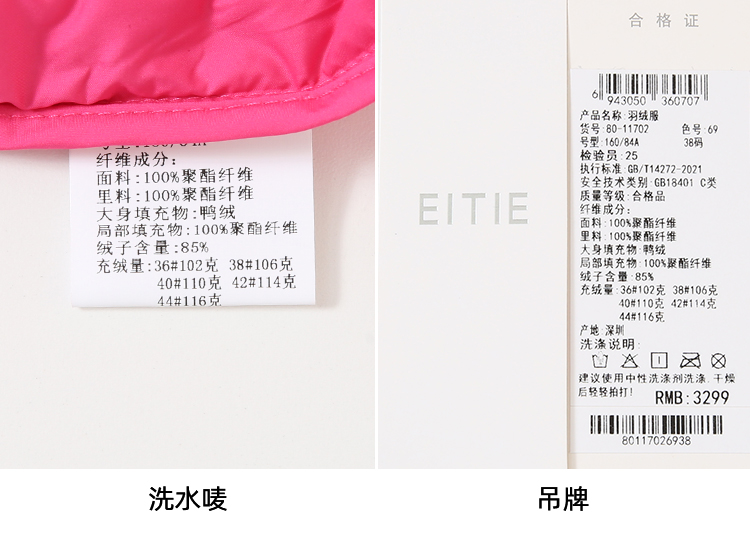 号型:160/84A
纤维成分:
面料:100%聚酯纤维
里料:100%聚酯纤维
大身填充物:鸭绒
局部填充物:100%聚酯纤维
绒子含量:85%
充绒量:36#102克 38#106克
40#110克 42#114克
44#116克
洗水唛
EITIE
合格证
6 943050 360707
产品名称:羽绒服
货号:80-11702 色号:69
号型:160/84A 38码
检验员:25
执行标准:GB/T14272-2021
安全技术类别:GB18401 C类
质量等级:合格品
纤维成分:
面料:100%聚酯纤维
里料:100%聚酯纤维
大身填充物:鸭绒
局部填充物:100%聚酯纤维
绒子含量:85%
充绒量:36#102克 38#106克
40#110克 42#114克
44#116克
产地:深圳
洗涤说明:
建议使用中性洗涤剂洗涤.干燥
后轻轻拍打!
RMB:3299
80117026938
吊牌